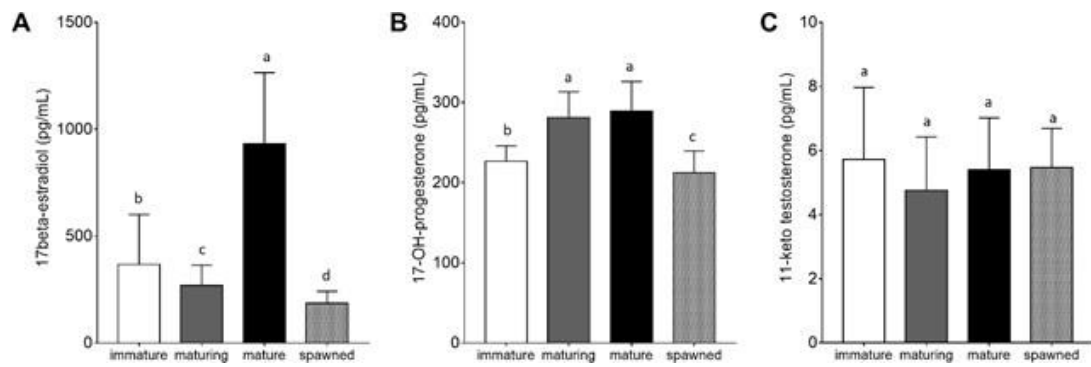 A
17beta-estradiol (pg/mL)
1500
1000
500
0
b
c
a
d
immature maturing mature spawned
B
17-OH-progesterone (pg/mL)
400
300
200
100
0
b
a
a
c
immature maturing mature spawned
C
11-keto testosterone (pg/mL)
10
8
6
4
2
0
a
a
a
a
immature maturing mature spawned